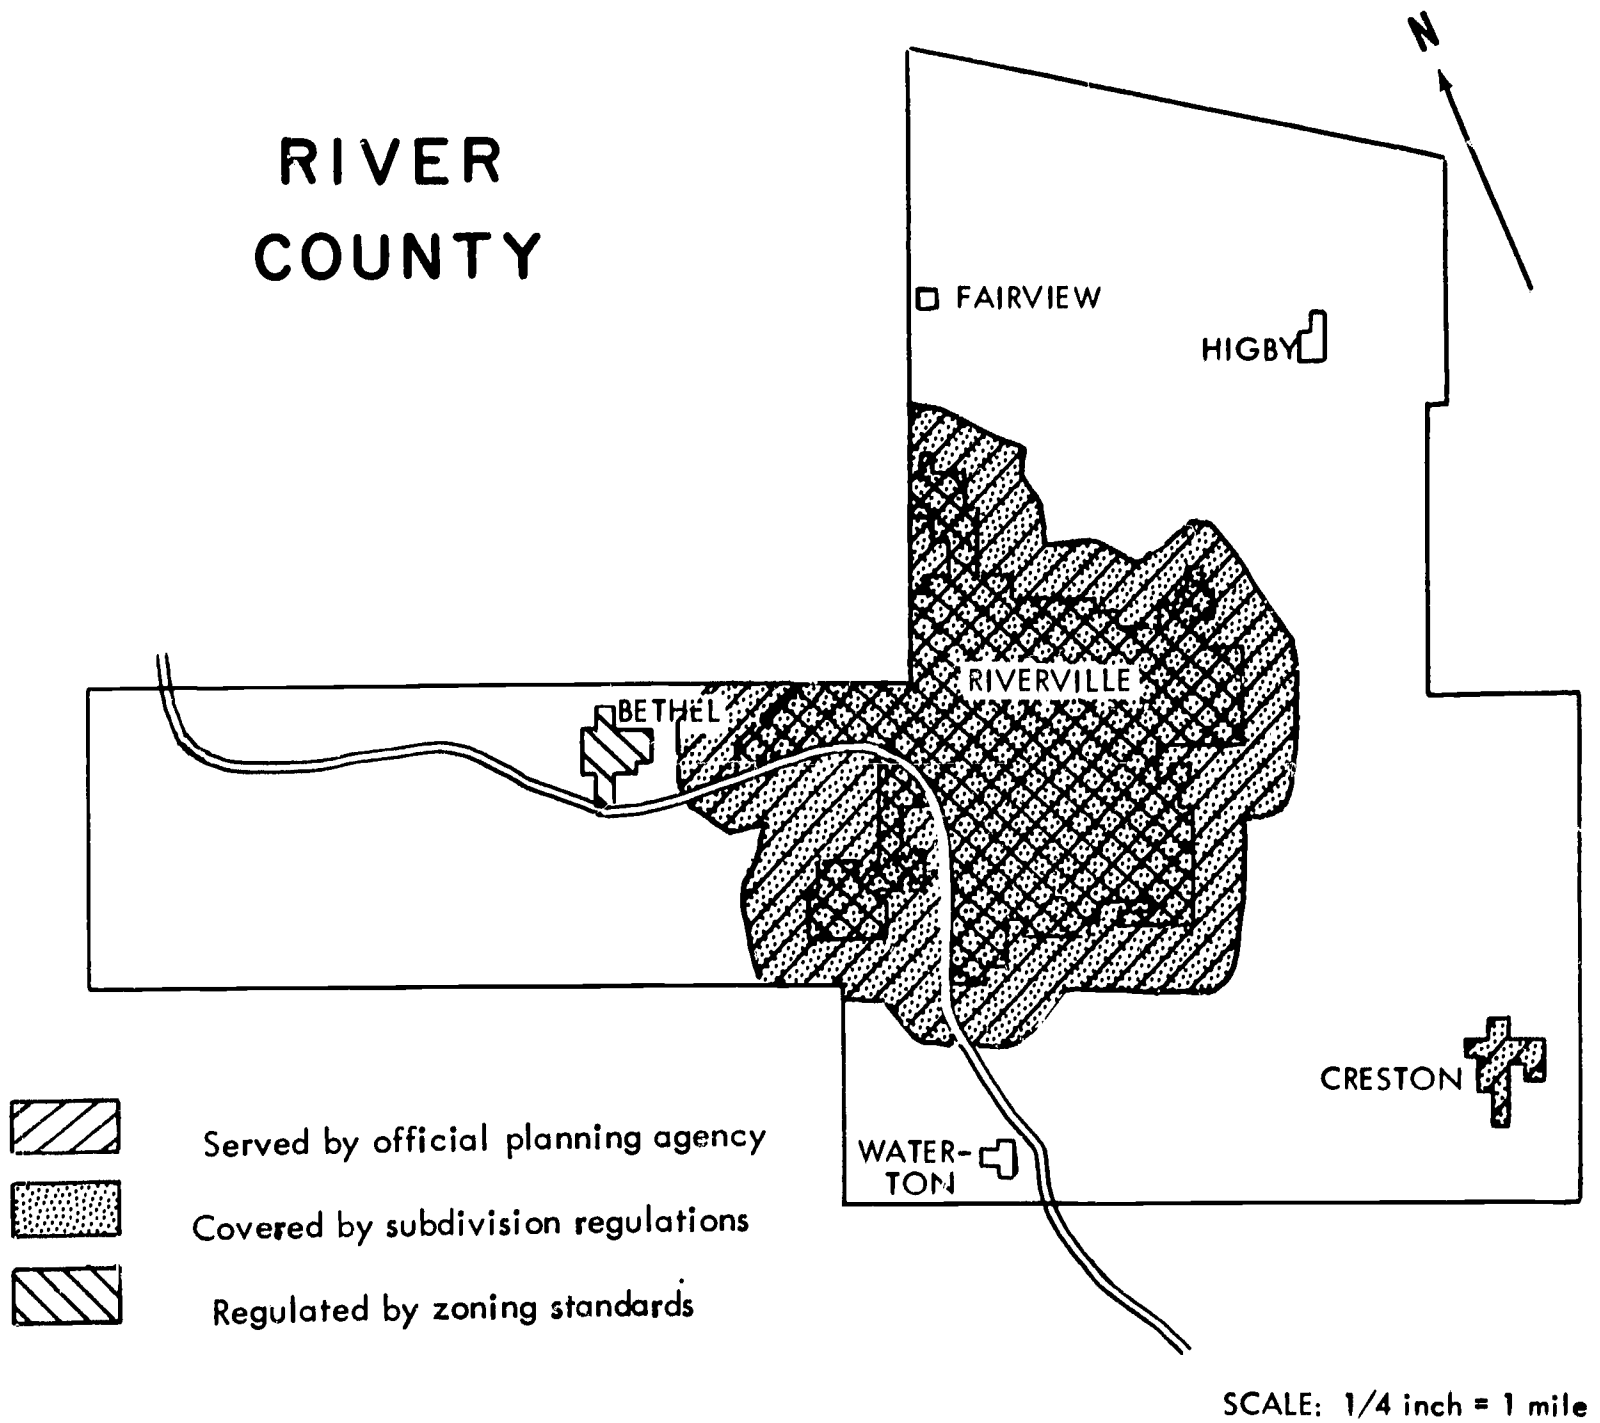 N
RIVER
COUNTY
FAIRVIEW
HIGBY
RIVERVILLE
BETHEL
CRESTON
WATER-
TON
Served by official planning agency
Covered by subdivision regulations
Regulated by zoning standards
SCALE: 1/4 inch = 1 mile